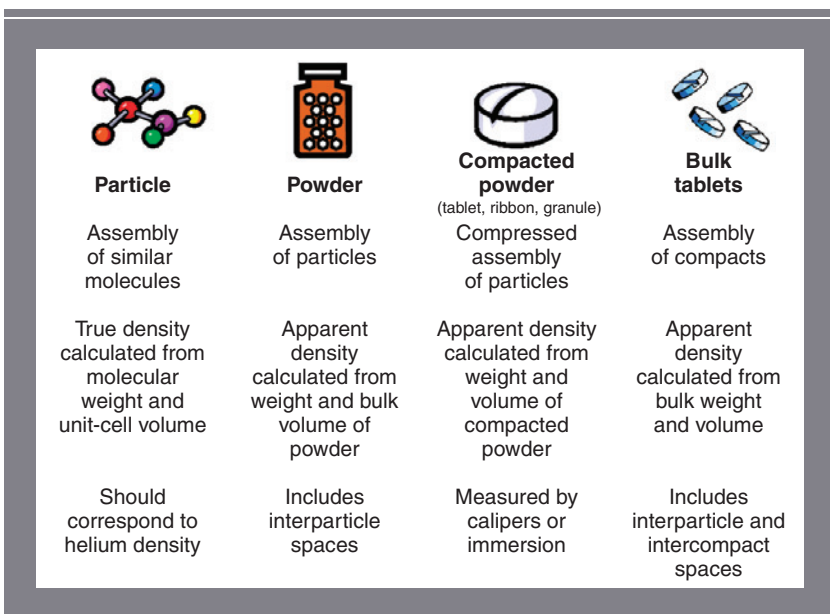 Particle
Assembly
of similar
molecules
True density
calculated from
molecular
weight and
unit-cell volume
Should
correspond to
helium density
Powder
Assembly
of particles
Apparent
density
calculated from
weight and bulk
volume of
powder
Includes
interparticle
spaces
Compacted
powder
(tablet, ribbon, granule)
Compressed
assembly
of particles
Apparent density
calculated from
weight and
volume of
compacted
powder
Measured by
calipers or
immersion
Bulk
tablets
Assembly
of compacts
Apparent
density
calculated from
bulk weight
and volume
Includes
interparticle and
intercompact
spaces